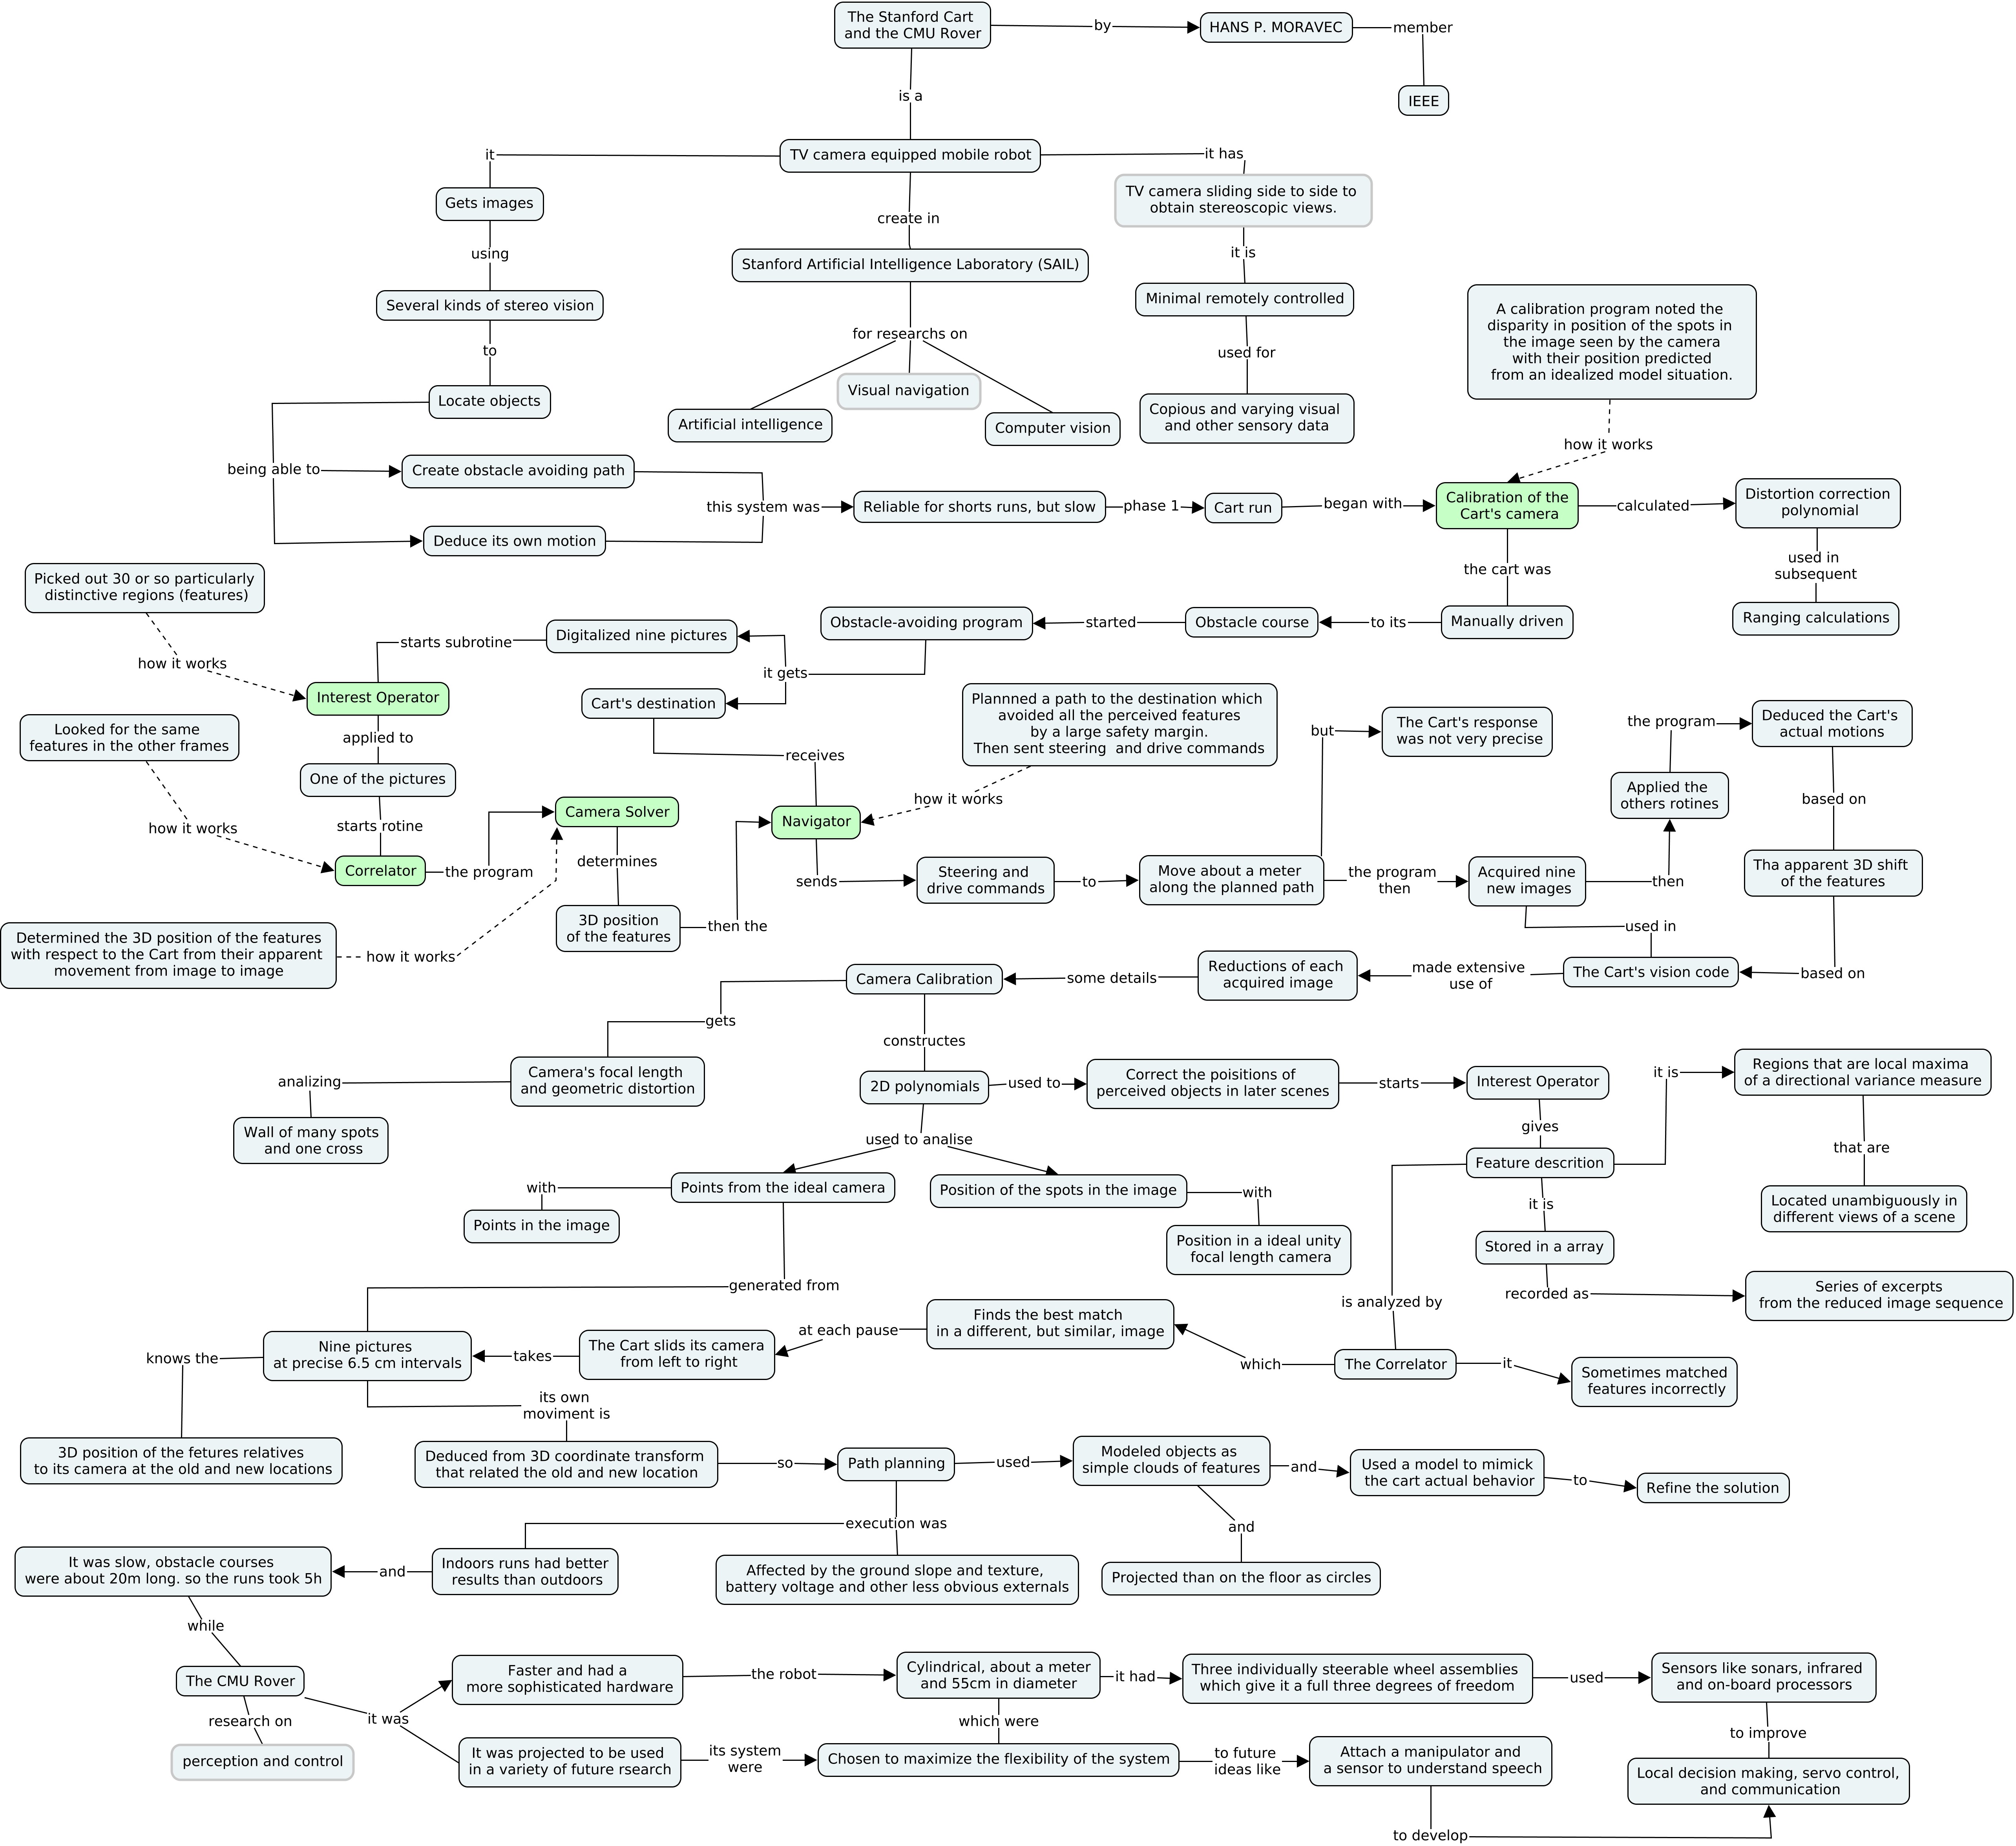 The Stanford Cart
and the CMU Rover
by
HANS P. MORAVEC
member
IEEE
is a
it
TV camera equipped mobile robot
it has
Gets images
TV camera sliding side to side to
obtain stereoscopic views.
create in
using
Stanford Artificial Intelligence Laboratory (SAIL)
it is
Several kinds of stereo vision
Minimal remotely controlled
A calibration program noted the
disparity in position of the spots in
the image seen by the camera
with their position predicted
from an idealized model situation.
for researchs on
to
used for
Locate objects
Visual navigation
Artificial intelligence
Computer vision
Copious and varying visual
and other sensory data
how it works
being able to
Create obstacle avoiding path
this system was
Reliable for shorts runs, but slow
phase 1
Cart run
began with
Calibration of the
Cart's camera
calculated
Distortion correction
polynomial
Deduce its own motion
the cart was
used in
subsequent
Picked out 30 or so particularly
distinctive regions (features)
Ranging calculations
Digitalized nine pictures
starts subrotine
Obstacle-avoiding program
started
Obstacle course
to its
Manually driven
how it works
it gets
Interest Operator
Cart's destination
Plannned a path to the destination which
avoided all the perceived features
by a large safety margin.
Then sent steering  and drive commands
but
The Cart's response
was not very precise
the program
Deduced the Cart's
actual motions
Looked for the same
features in the other frames
applied to
receives
One of the pictures
Applied the
others rotines
based on
how it works
starts rotine
Camera Solver
Navigator
how it works
Correlator
the program
determines
sends
Steering and
drive commands
to
Move about a meter
along the planned path
the program
then
Acquired nine
new images
then
Tha apparent 3D shift
of the features
3D position
of the features
then the
used in
Determined the 3D position of the features
with respect to the Cart from their apparent
movement from image to image
how it works
Camera Calibration
some details
Reductions of each
acquired image
made extensive
use of
The Cart's vision code
based on
gets
constructes
analizing
Camera's focal length
and geometric distortion
2D polynomials
used to
Correct the poisitions of
perceived objects in later scenes
starts
Interest Operator
it is
Regions that are local maxima
of a directional variance measure
Wall of many spots
and one cross
used to analise
gives
that are
Feature descrition
with
Points from the ideal camera
Position of the spots in the image
with
it is
Located unambiguously in
different views of a scene
Points in the image
Position in a ideal unity
focal length camera
Stored in a array
generated from
is analyzed by
recorded as
Series of excerpts
from the reduced image sequence
knows the
Nine pictures
at precise 6.5 cm intervals
takes
The Cart slids its camera
from left to right
at each pause
Finds the best match
in a different, but similar, image
which
The Correlator
it
Sometimes matched
features incorrectly
its own
moviment is
3D position of the fetures relatives
to its camera at the old and new locations
Deduced from 3D coordinate transform
that related the old and new location
so
Path planning
used
Modeled objects as
simple clouds of features
and
Used a model to mimick
the cart actual behavior
to
Refine the solution
execution was
and
It was slow, obstacle courses
were about 20m long. so the runs took 5h
and
Indoors runs had better
results than outdoors
Affected by the ground slope and texture,
battery voltage and other less obvious externals
Projected than on the floor as circles
while
The CMU Rover
Faster and had a
more sophisticated hardware
the robot
Cylindrical, about a meter
and 55cm in diameter
it had
Three individually steerable wheel assemblies
which give it a full three degrees of freedom
used
Sensors like sonars, infrared
and on-board processors
research on
it was
which were
to improve
perception and control
It was projected to be used
in a variety of future rsearch
its system
were
Chosen to maximize the flexibility of the system
to future
ideas like
Attach a manipulator and
a sensor to understand speech
Local decision making, servo control,
and communication
to develop